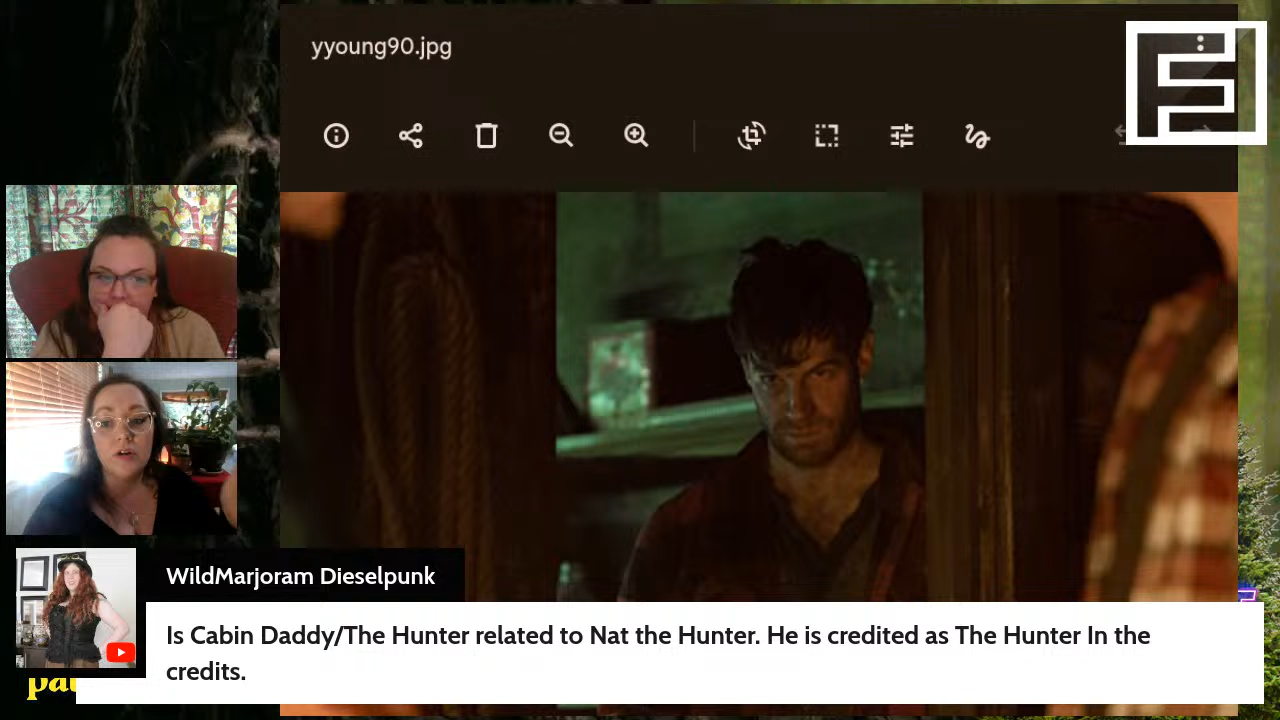 yyoung90.jpg
WildMarjoram Dieselpunk
Is Cabin Daddy/The Hunter related to Nat the Hunter. He is credited as The Hunter In the
credits.